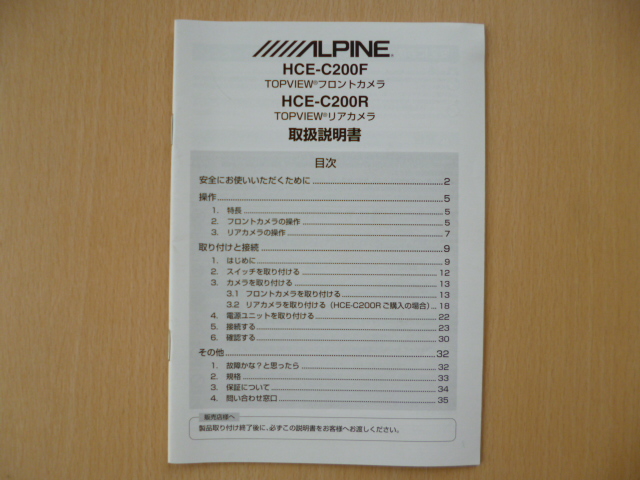 ALPINE
HCE-C200F
TOPVIEW®フロントカメラ
HCE-C200R
TOPVIEW®リアカメラ
取扱説明書
目次
安全にお使いいただくために 2
操作 5
1. 特長 5
2. フロントカメラの操作 5
3. リアカメラの操作 7
取り付けと接続 9
1. はじめに 9
2. スイッチを取り付ける 12
3. カメラを取り付ける 13
3.1 フロントカメラを取り付ける 13
3.2 リアカメラを取り付ける（HCE-C200Rご購入の場合） 18
4. 電源ユニットを取り付ける 22
5. 接続する 23
6. 確認する 30
その他 32
1. 故障かな？と思ったら 32
2. 規格 33
3. 保証について 34
4. 問い合わせ窓口 35
販売店様へ
製品取り付け終了後に、必ずこの説明書をお客様へお渡しください。